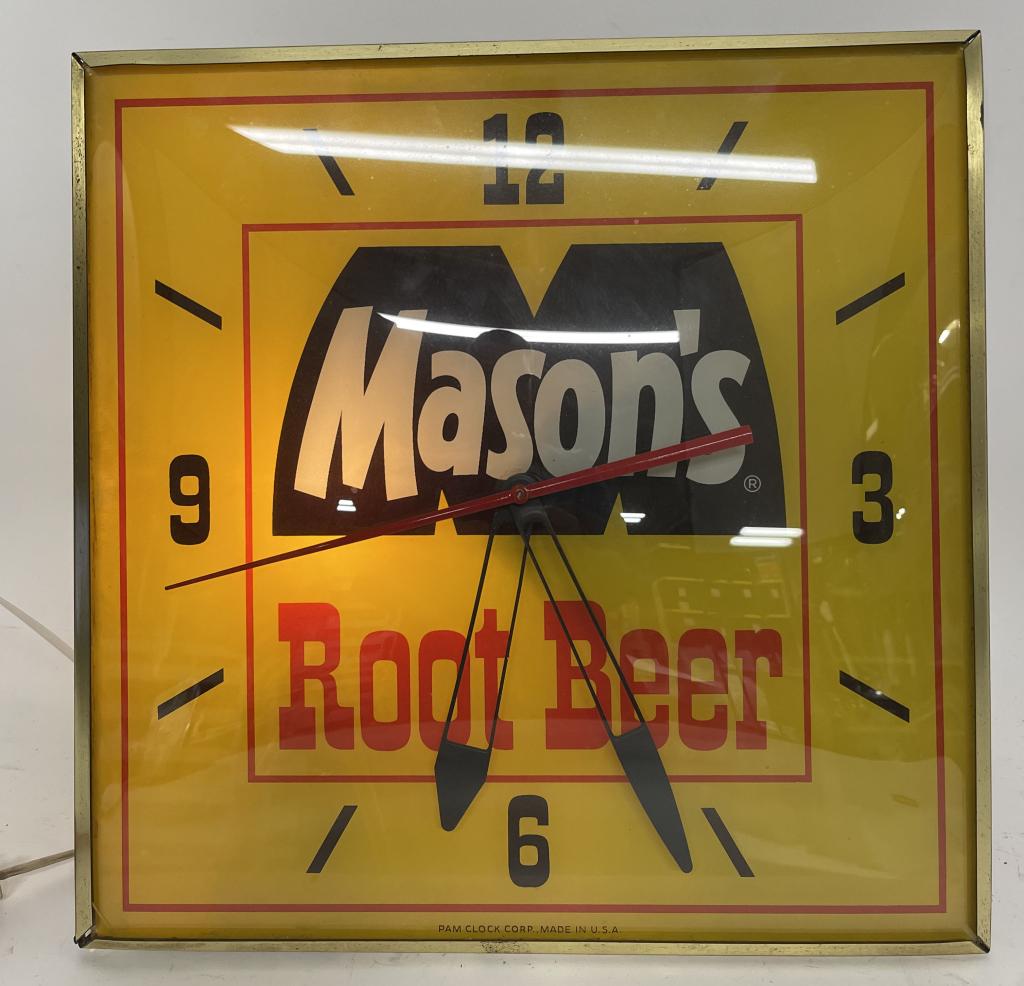 12
Mason's
®
9
3
Root Beer
6
PAM CLOCK CORP., MADE IN U.S.A.